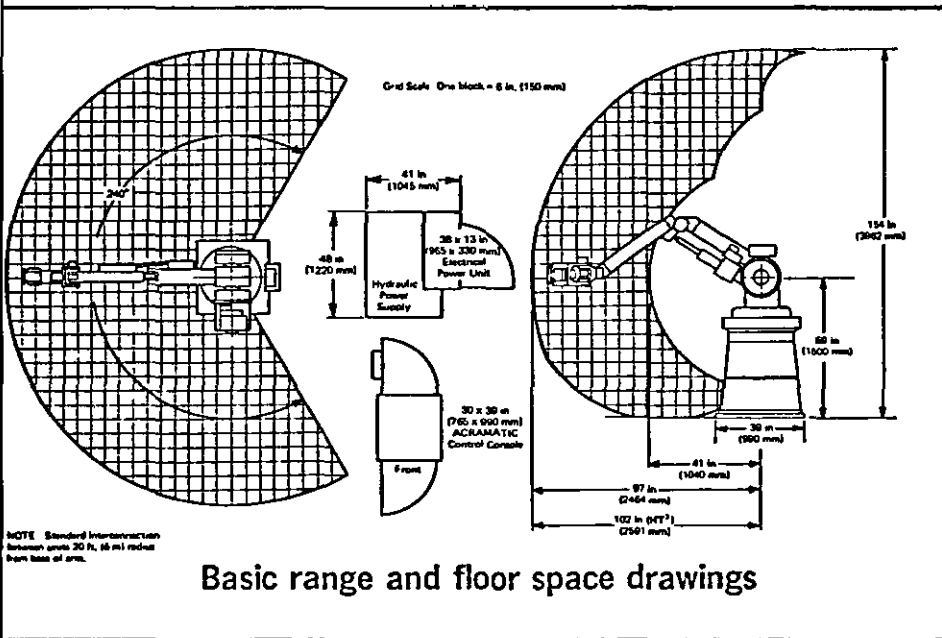 Grid Scale One block = 6 in. (150 mm)
240°
41 in
(1045 mm)
48 in
(1220 mm)
38 x 13 in
(965 x 330 mm)
Electrical
Power Unit
Hydraulic
Power
Supply
30 x 39 in
(765 x 990 mm)
ACRAMATIC
Control Console
Front
154 in
(3962 mm)
(1500 mm)
39 in
(990 mm)
41 in
(1040 mm)
97 in
(2464 mm)
102 in (HT³)
(2591 mm)
NOTE Standard interconnection
between units 20 ft. (6 m) radius
from base of arm.
Basic range and floor space drawings